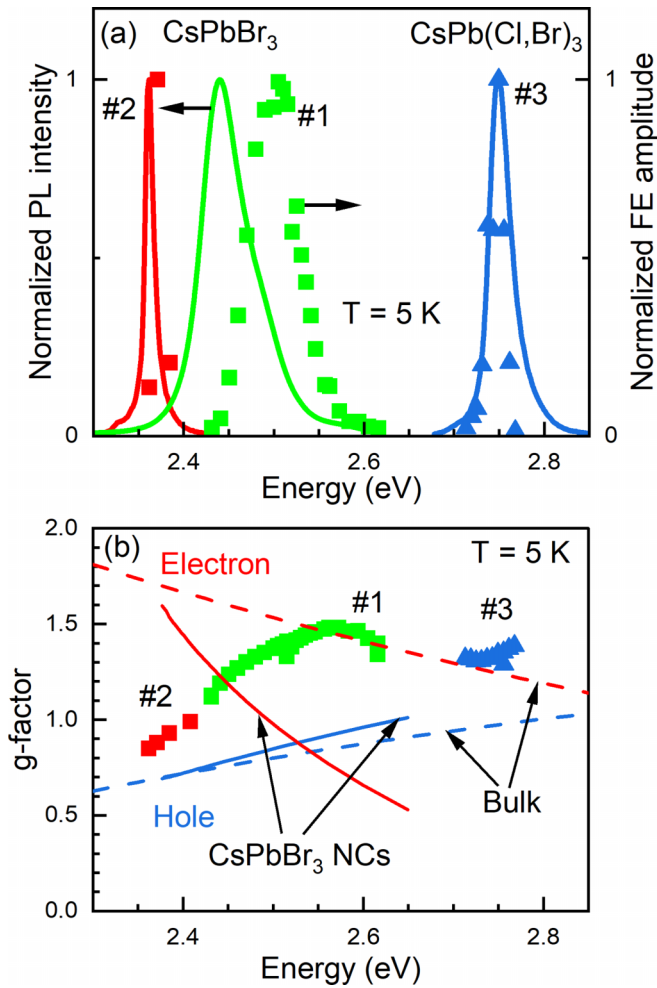 (a) CsPbBr₃ CsPb(Cl,Br)₃
1 #2 #1 #3 1
Normalized PL intensity
Normalized FE amplitude
T = 5 K
0 0
2.4 2.6 2.8
Energy (eV)
2.0 (b) T = 5 K
Electron
#1 #3
1.5
#2
1.0
g-factor
Hole Bulk
0.5
CsPbBr₃ NCs
0.0
2.4 2.6 2.8
Energy (eV)